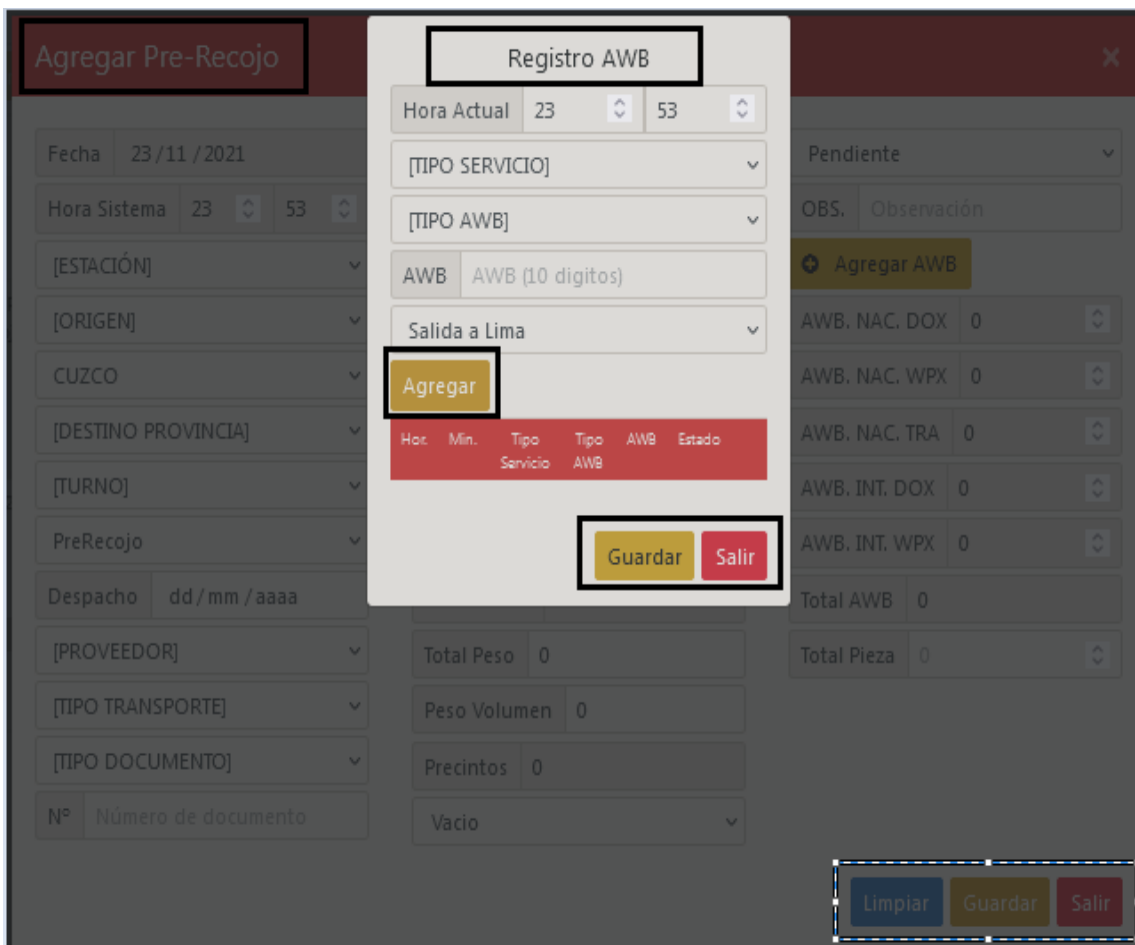 Agregar Pre-Recojo
×
Fecha 23 / 11 / 2021
Hora Sistema 23 53
[ESTACIÓN]
[ORIGEN]
CUZCO
[DESTINO PROVINCIA]
[TURNO]
PreRecojo
Despacho dd / mm / aaaa
[PROVEEDOR]
[TIPO TRANSPORTE]
[TIPO DOCUMENTO]
Nº Número de documento
Registro AWB
Hora Actual 23 53
[TIPO SERVICIO]
[TIPO AWB]
AWB AWB (10 digitos)
Salida a Lima
Agregar
Hor. Min. Tipo Servicio Tipo AWB AWB Estado
Guardar Salir
Total Peso 0
Peso Volumen 0
Precintos 0
Vacio
Pendiente
OBS. Observación
Agregar AWB
AWB. NAC. DOX 0
AWB. NAC. WPX 0
AWB. NAC. TRA 0
AWB. INT. DOX 0
AWB. INT. WPX 0
Total AWB 0
Total Pieza 0
Limpiar Guardar Salir